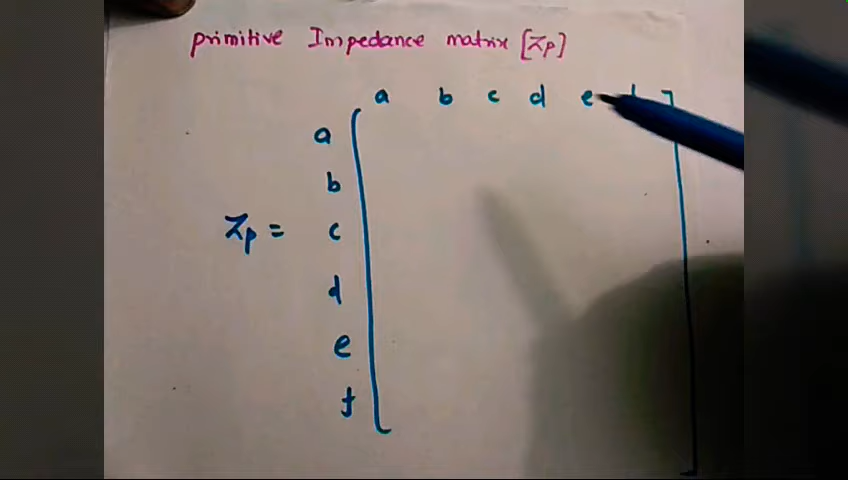 primitive Impedance matrix [Zp]
a b c d e
a
b
Zp = c
d
e
f